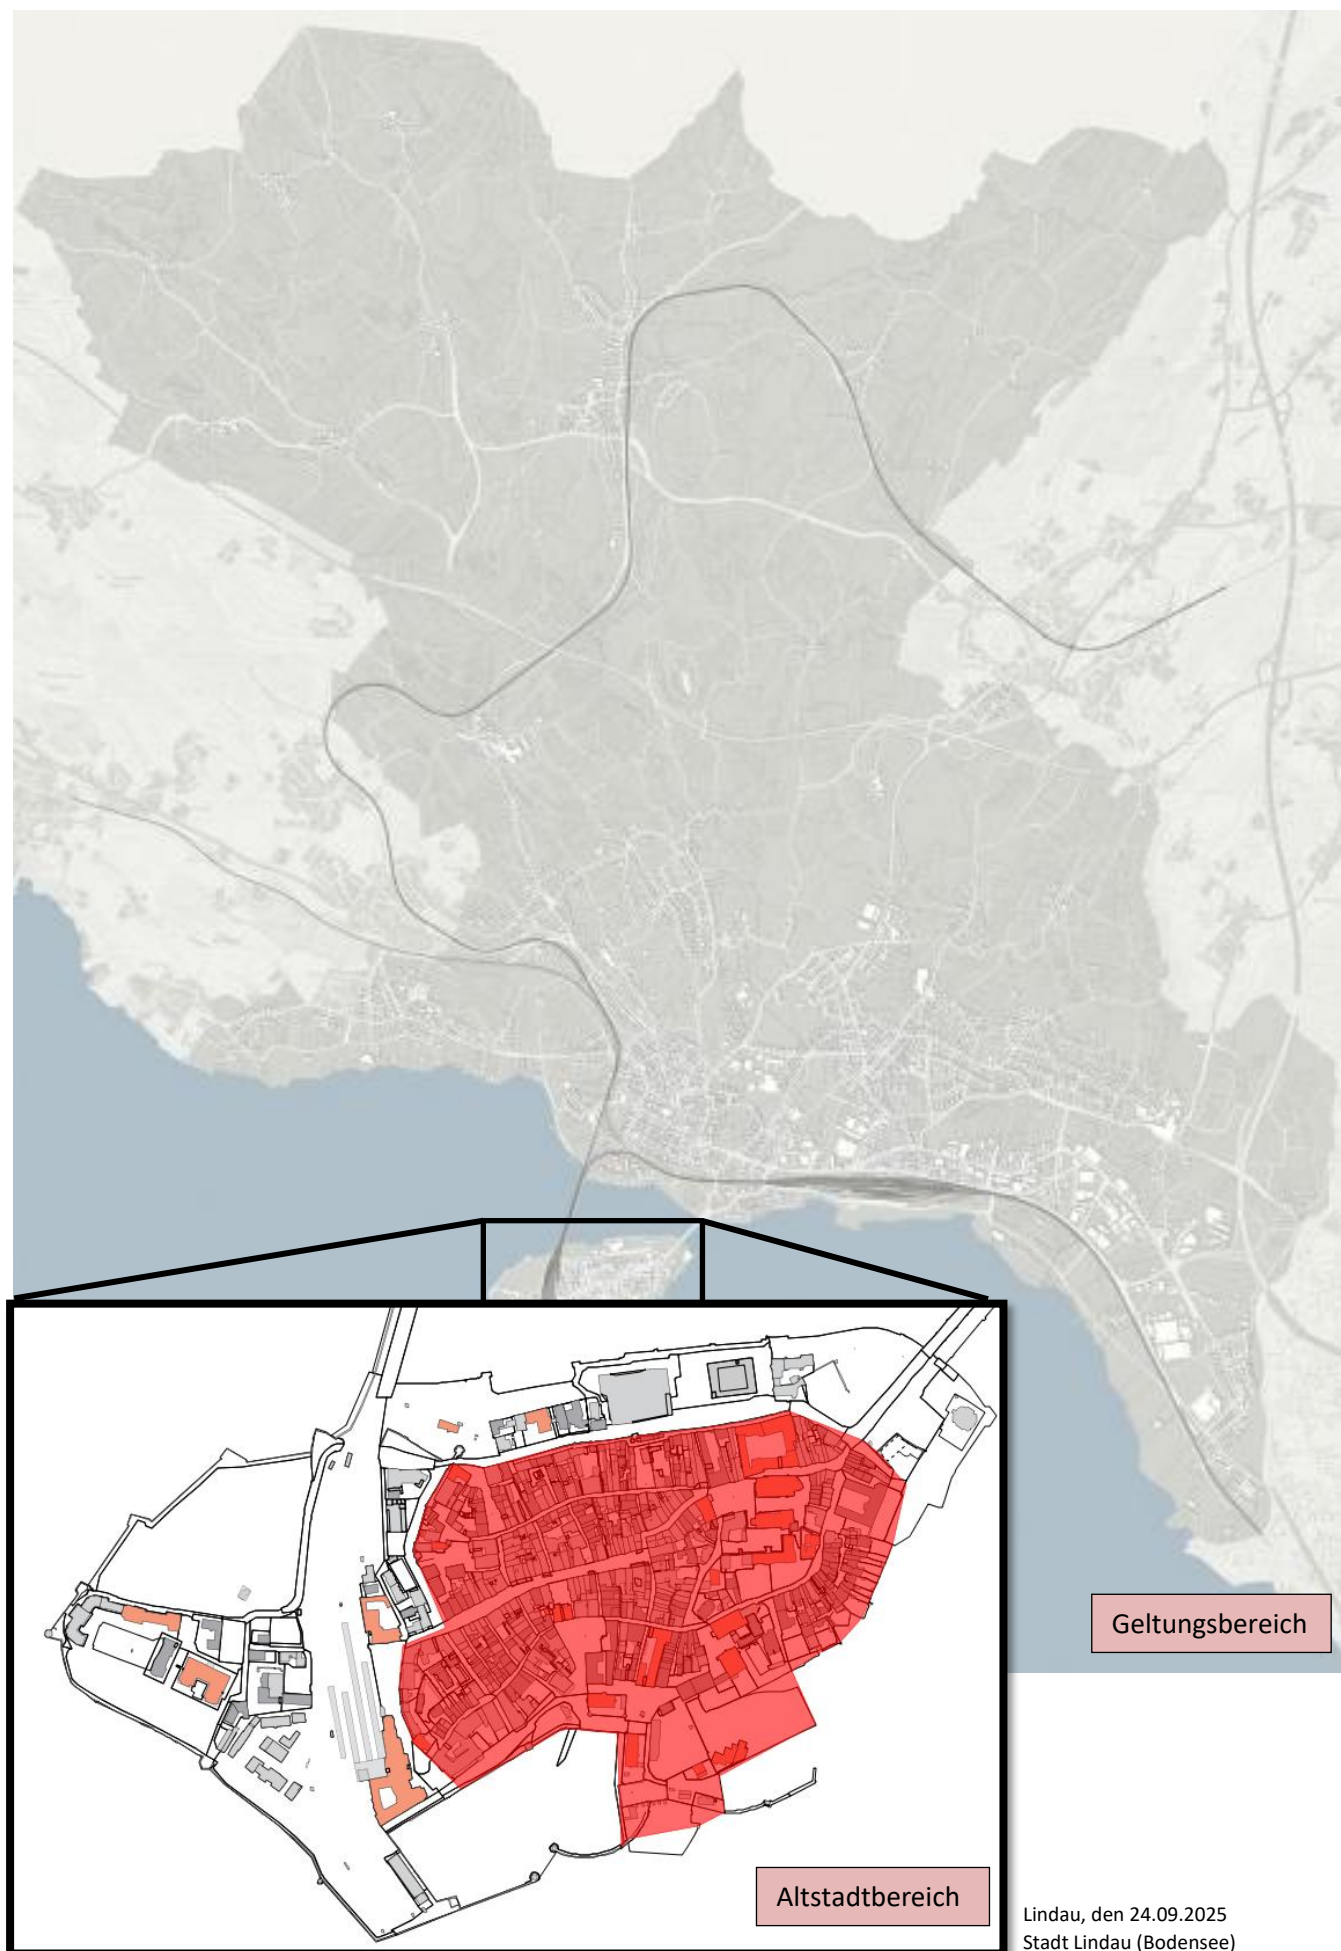 Geltungsbereich
Altstadtbereich
Lindau, den 24.09.2025
Stadt Lindau (Bodensee)